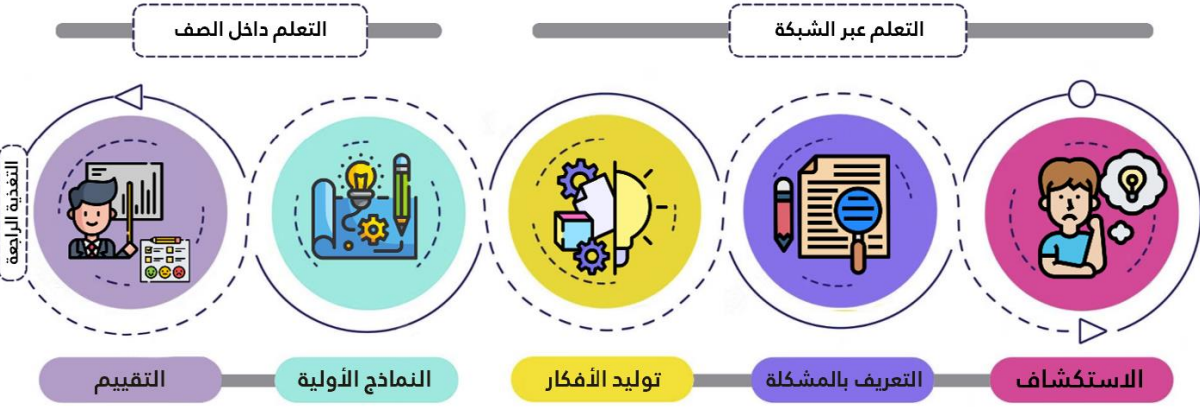 التعلم عبر الشبكة
التعلم داخل الصف
التغذية الراجعة
الاستكشاف
التعريف بالمشكلة
توليد الأفكار
النماذج الأولية
التقييم